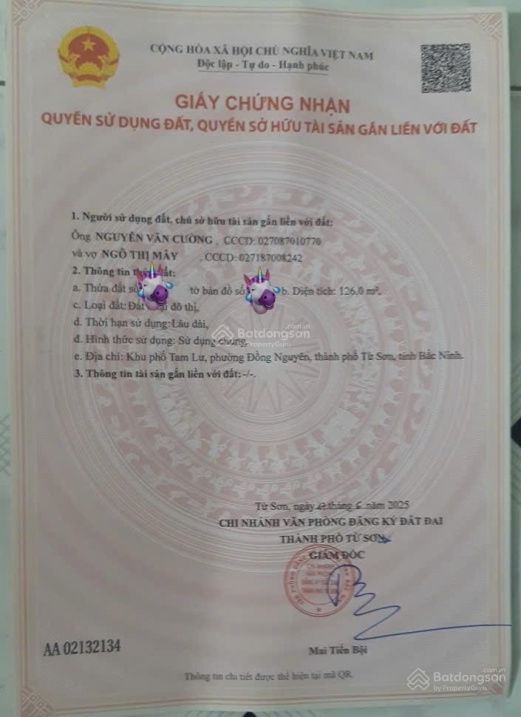 CỘNG HÒA XÃ HỘI CHỦ NGHĨA VIỆT NAM
Độc lập - Tự do - Hạnh phúc
GIẤY CHỨNG NHẬN
QUYỀN SỬ DỤNG ĐẤT, QUYỀN SỞ HỮU TÀI SẢN GẮN LIỀN VỚI ĐẤT
1. Người sử dụng đất, chủ sở hữu tài sản gắn liền với đất:
Ông NGUYỄN VĂN CƯỜNG , CCCD: 027087010770
và vợ NGÔ THỊ MÂY , CCCD: 027187008242
2. Thông tin đất:
a. Thửa đất số tờ bản đồ số b. Diện tích: 126,0 m²,
c. Loại đất: Đất đô thị,
d. Thời hạn sử dụng: Lâu dài,
đ. Hình thức sử dụng: Sử dụng chung,
e. Địa chỉ: Khu phố Tam Lư, phường Đồng Nguyên, thành phố Từ Sơn, tỉnh Bắc Ninh.
3. Thông tin tài sản gắn liền với đất: -/-.
Batdongsan
by PropertyGuru
Từ Sơn, ngày tháng 6 năm 2025
CHI NHÁNH VĂN PHÒNG ĐĂNG KÝ ĐẤT ĐAI
THÀNH PHỐ TỪ SƠN
GIÁM ĐỐC
AA 02132134
Mai Tiến Bội
Thông tin chi tiết được thể hiện tại mã QR.
Batdongsan.com.vn
by PropertyGuru